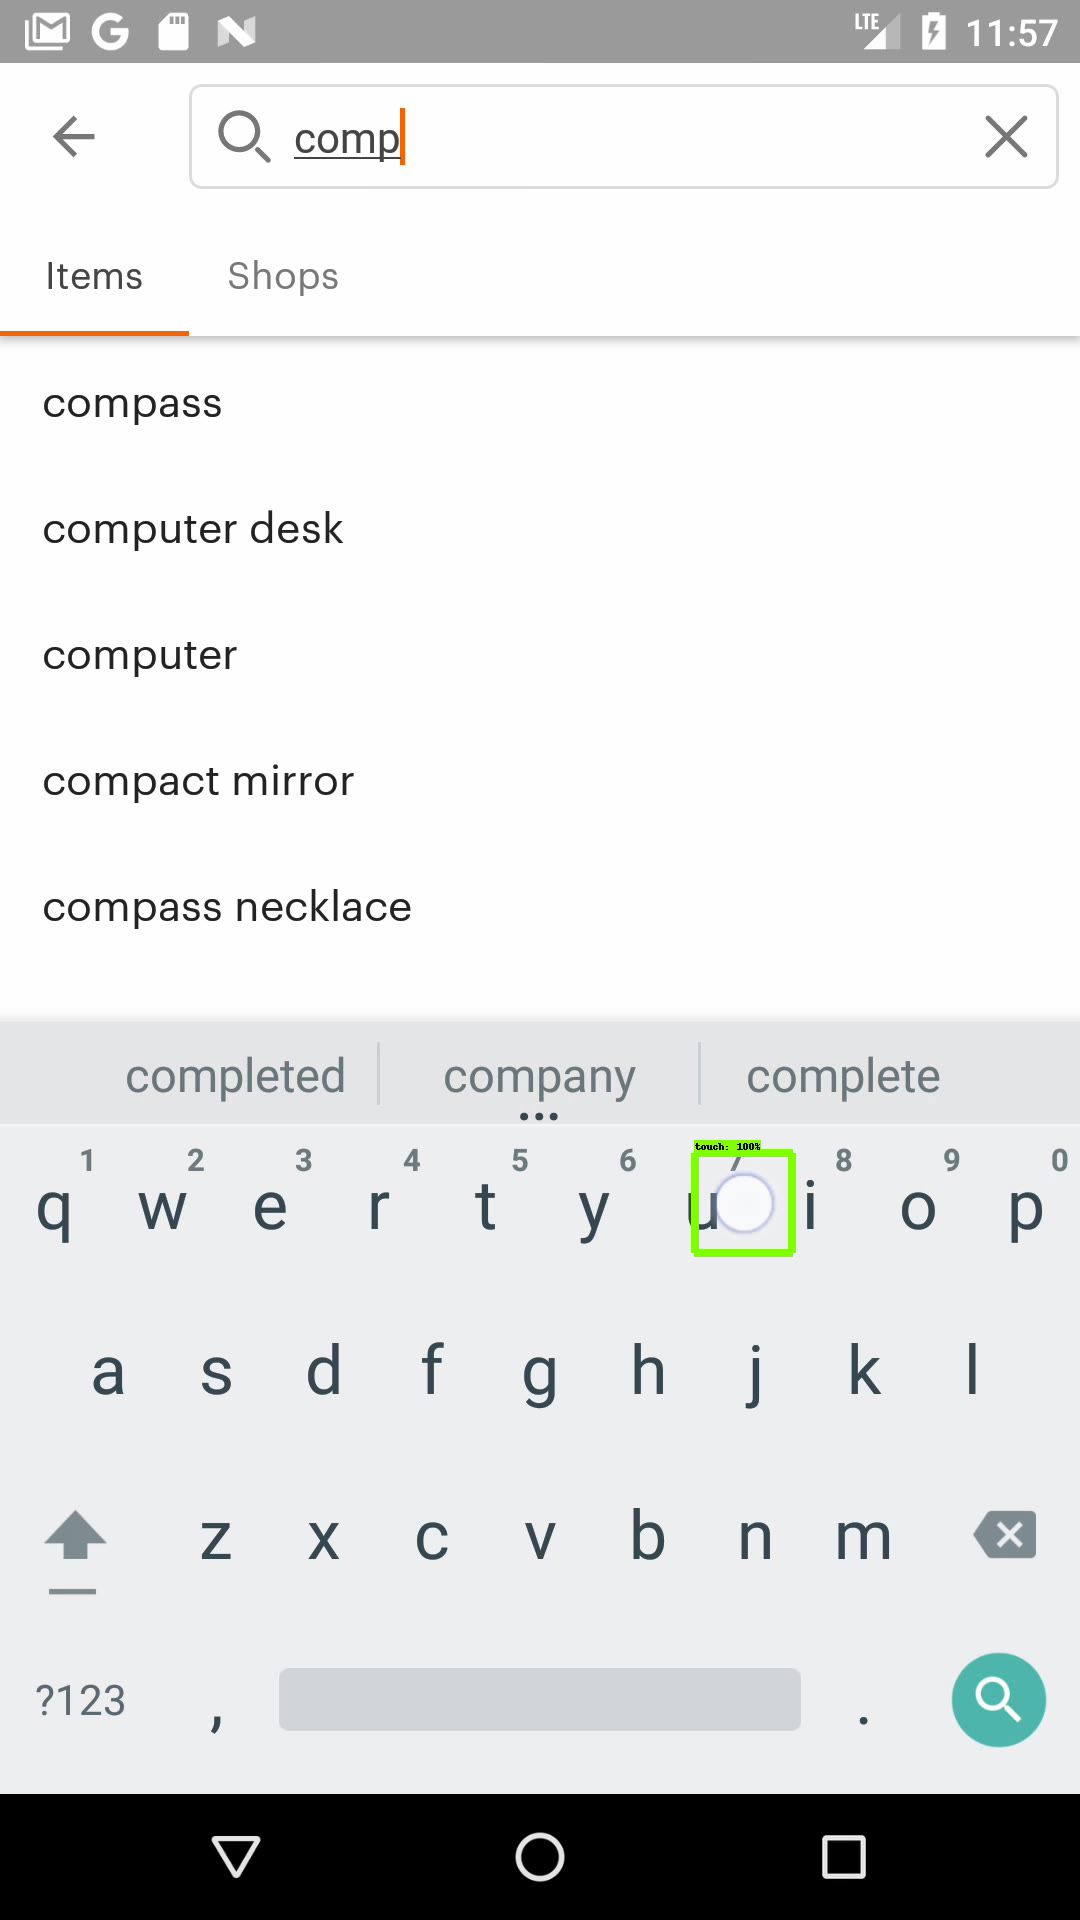 LTE 11:57
comp
Items Shops
compass
computer desk
computer
compact mirror
compass necklace
completed company complete
touch: 100%
1 2 3 4 5 6 7 8 9 0
q w e r t y u i o p
a s d f g h j k l
z x c v b n m
?123 , .